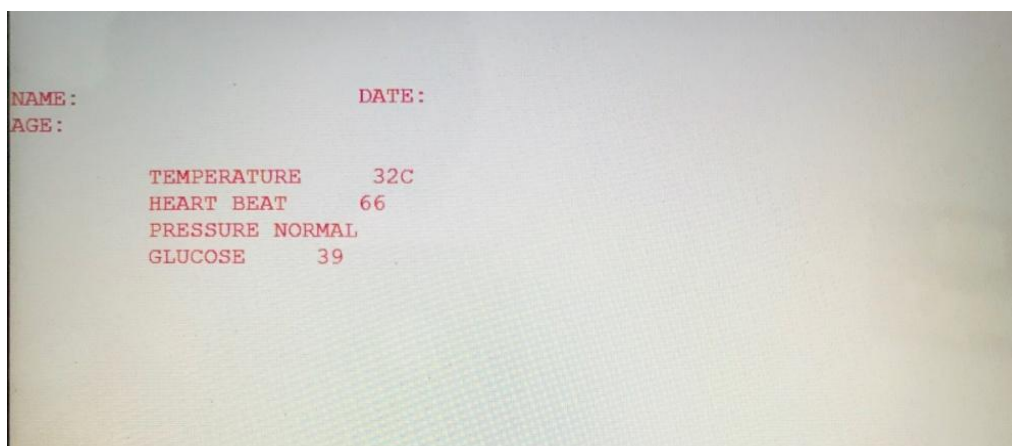 NAME: DATE:
AGE:
TEMPERATURE 32C
HEART BEAT 66
PRESSURE NORMAL
GLUCOSE 39